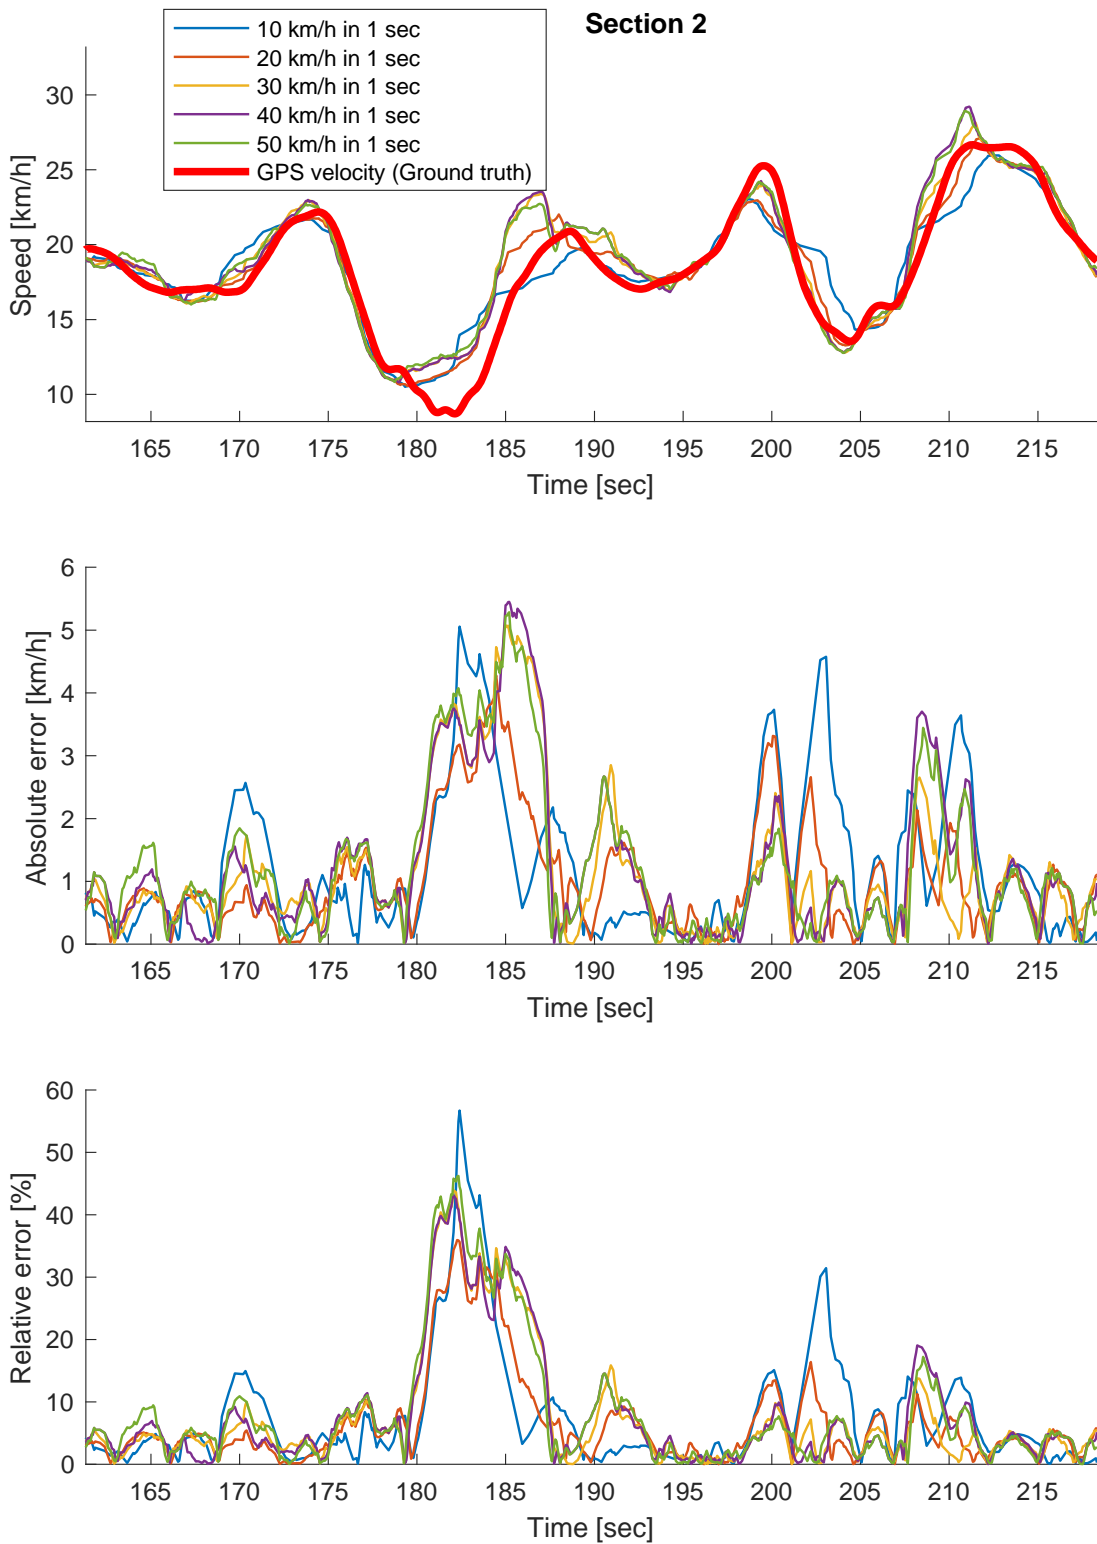 Section 2
10 km/h in 1 sec
20 km/h in 1 sec
30 km/h in 1 sec
40 km/h in 1 sec
50 km/h in 1 sec
GPS velocity (Ground truth)
Speed [km/h]
30
25
20
15
10
165 170 175 180 185 190 195 200 205 210 215
Time [sec]
Absolute error [km/h]
6
5
4
3
2
1
0
165 170 175 180 185 190 195 200 205 210 215
Time [sec]
Relative error [%]
60
50
40
30
20
10
0
165 170 175 180 185 190 195 200 205 210 215
Time [sec]